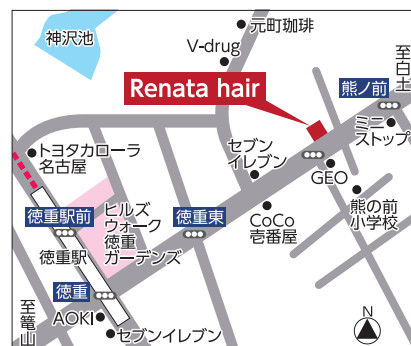 神沢池
元町珈琲
V-drug
至白土
Renata hair
熊ノ前
ミニ
ストップ
トヨタカローラ
名古屋
セブン
イレブン
GEO
熊の前
小学校
CoCo
壱番屋
徳重東
徳重駅前
ヒルズ
ウォーク
徳重
ガーデンズ
徳重駅
徳重
至篭山
AOKI
セブンイレブン
N